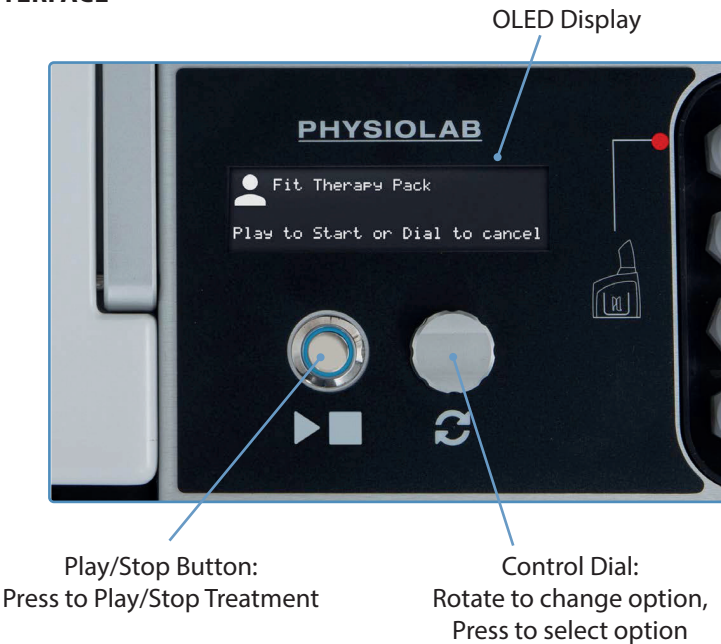 OLED Display
PHYSIOLAB
Fit Therapy Pack
Play to Start or Dial to cancel
Play/Stop Button:
Press to Play/Stop Treatment
Control Dial:
Rotate to change option,
Press to select option